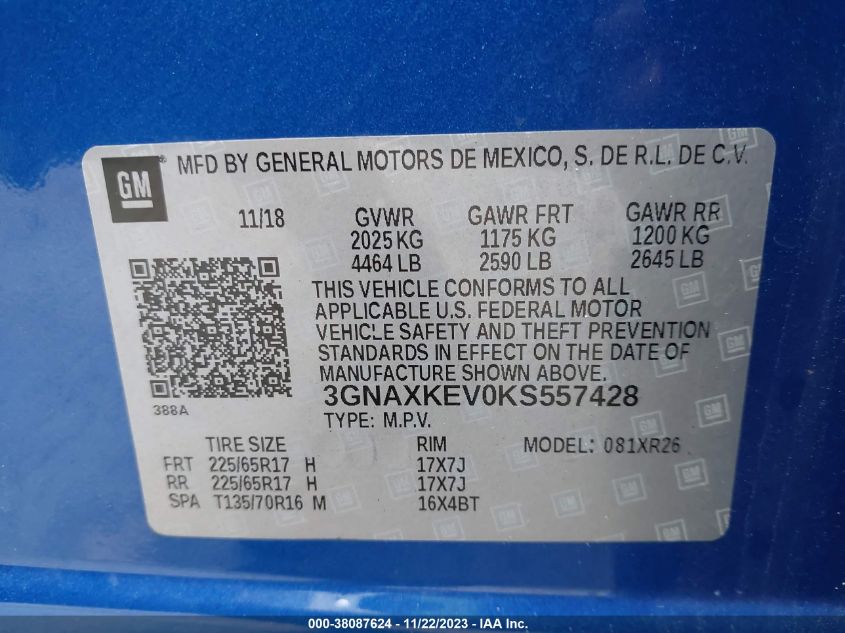 GM
®
MFD BY GENERAL MOTORS DE MEXICO, S. DE R.L. DE C.V.
11/18 GVWR GAWR FRT GAWR RR
2025 KG 1175 KG 1200 KG
4464 LB 2590 LB 2645 LB
THIS VEHICLE CONFORMS TO ALL
APPLICABLE U.S. FEDERAL MOTOR
VEHICLE SAFETY AND THEFT PREVENTION
STANDARDS IN EFFECT ON THE DATE OF
MANUFACTURE SHOWN ABOVE.
388A
3GNAXKEV0KS557428
TYPE: M.P.V.
TIRE SIZE RIM MODEL: 081XR26
FRT 225/65R17 H 17X7J
RR 225/65R17 H 17X7J
SPA T135/70R16 M 16X4BT
000-38087624 - 11/22/2023 - www.iaai.com